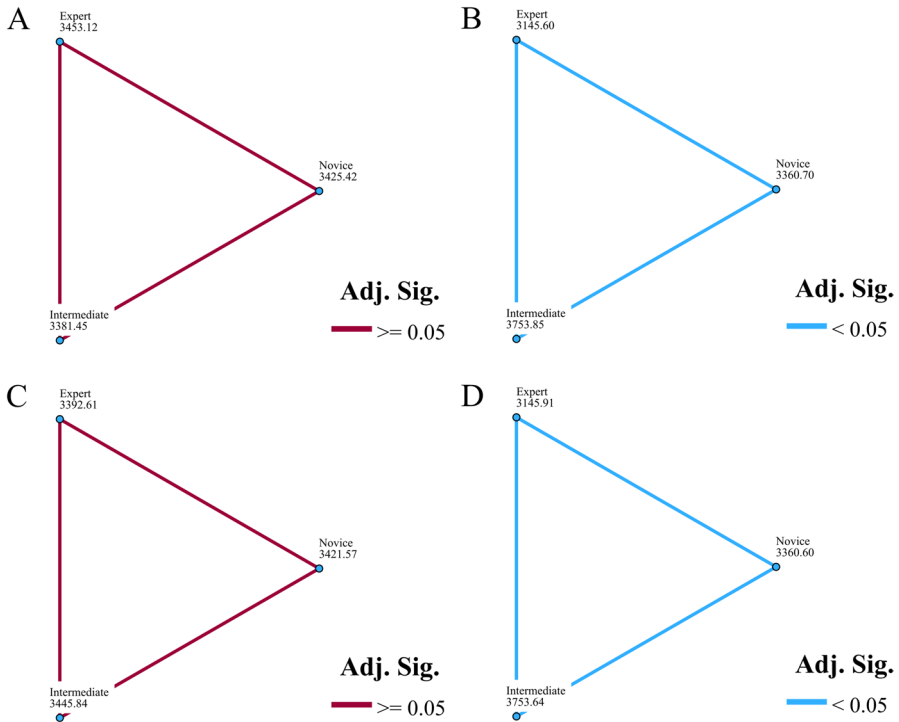 A
Expert
3453.12
Novice
3425.42
Intermediate
3381.45
Adj. Sig.
>= 0.05
B
Expert
3145.60
Novice
3360.70
Intermediate
3753.85
Adj. Sig.
< 0.05
C
Expert
3392.61
Novice
3421.57
Intermediate
3445.84
Adj. Sig.
>= 0.05
D
Expert
3145.91
Novice
3360.60
Intermediate
3753.64
Adj. Sig.
< 0.05